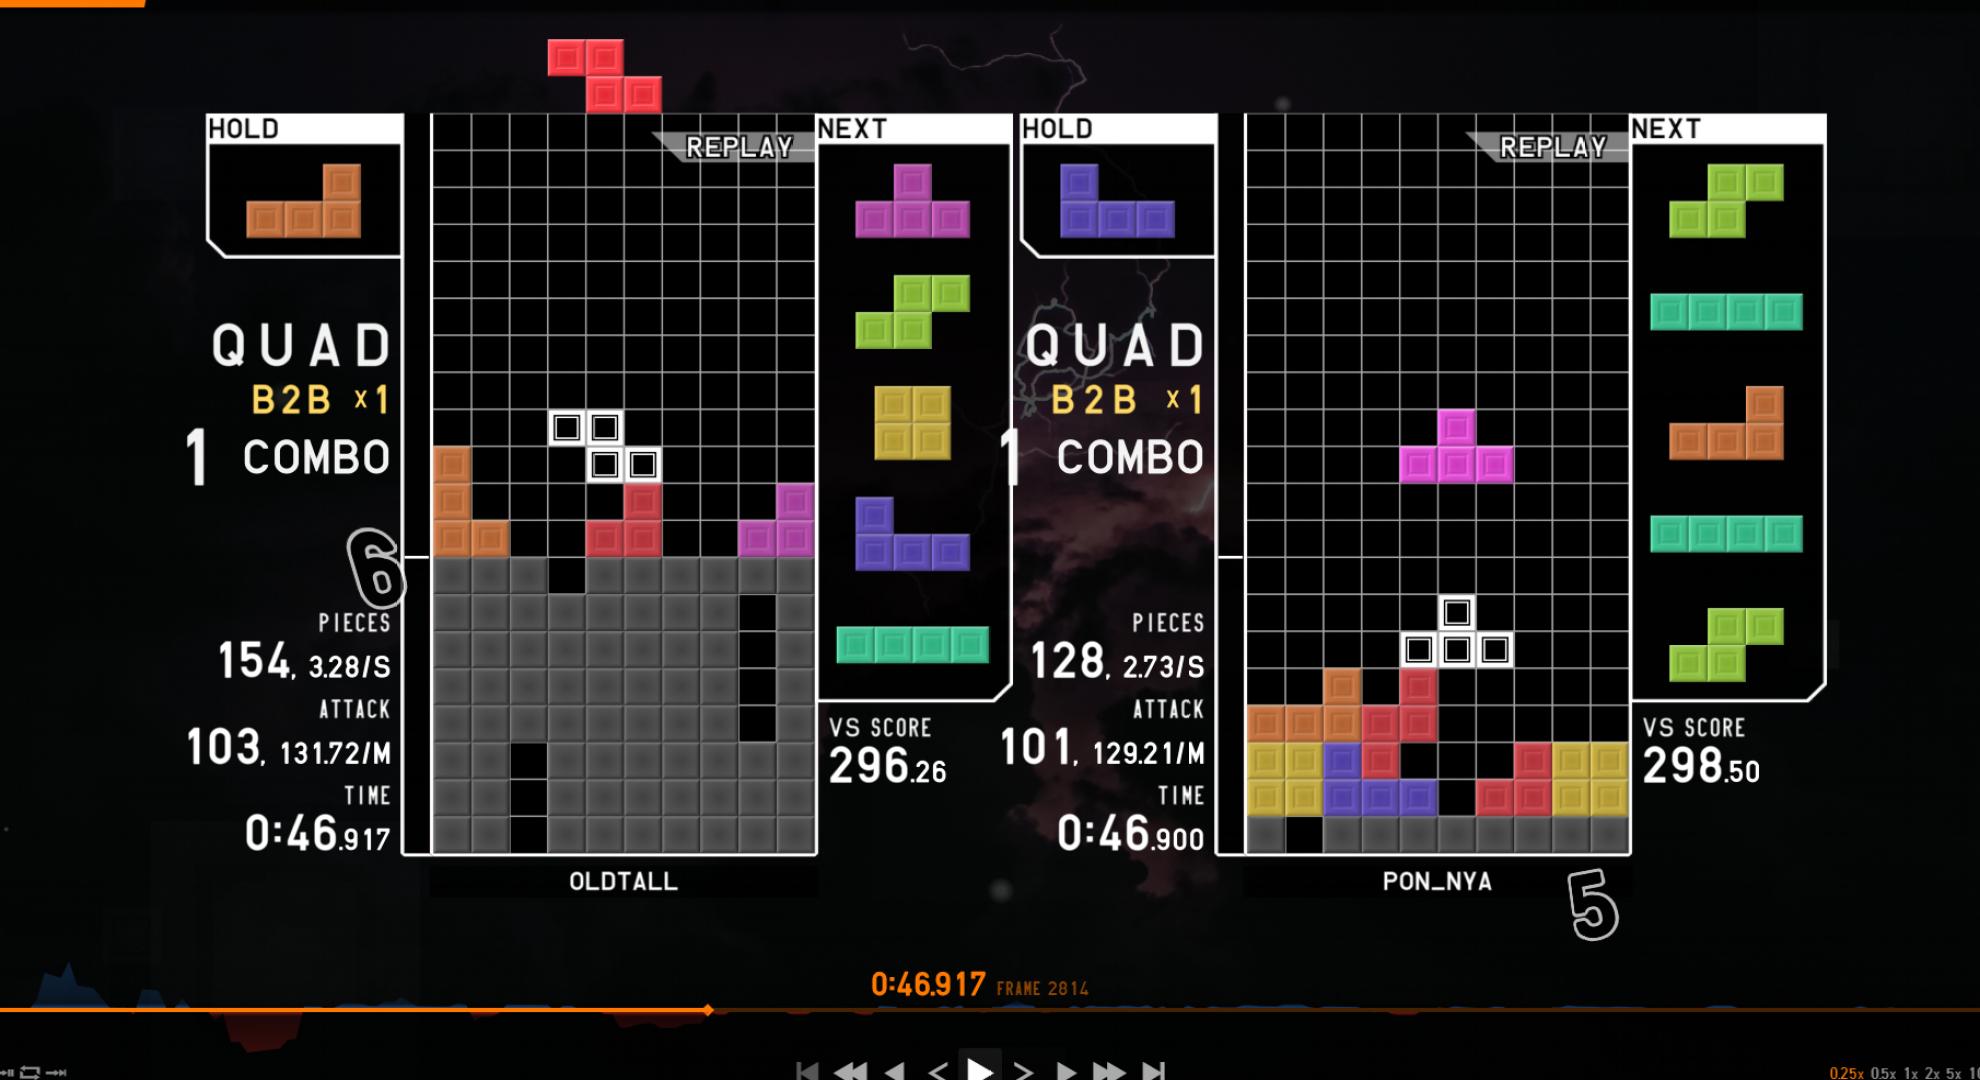 HOLD
REPLAY
NEXT
QUAD
B2B x1
1 COMBO
6
PIECES
154, 3.28/S
ATTACK
103, 131.72/M
TIME
0:46.917
VS SCORE
296.26
OLDTALL
HOLD
REPLAY
NEXT
QUAD
B2B x1
1 COMBO
PIECES
128, 2.73/S
ATTACK
101, 129.21/M
TIME
0:46.900
VS SCORE
298.50
PON_NYA
5
0:46.917 FRAME 2814
0.25x 0.5x 1x 2x 5x